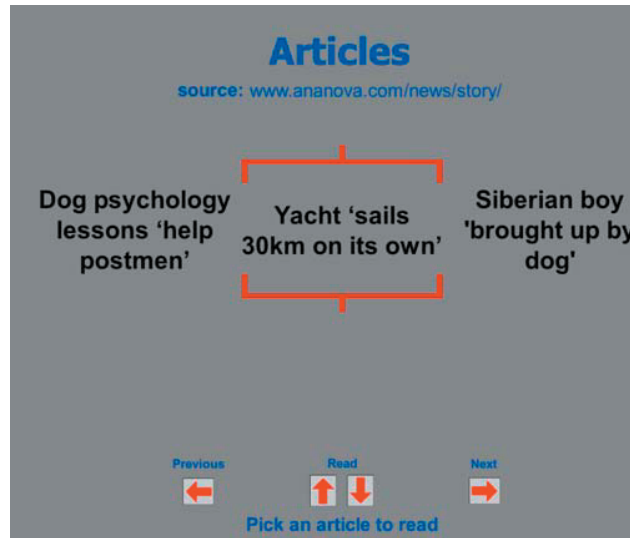 Articles
source: www.ananova.com/news/story/
Dog psychology
lessons ‘help
postmen’
Yacht ‘sails
30km on its own’
Siberian boy
'brought up by
dog'
Previous
Read
Next
Pick an article to read